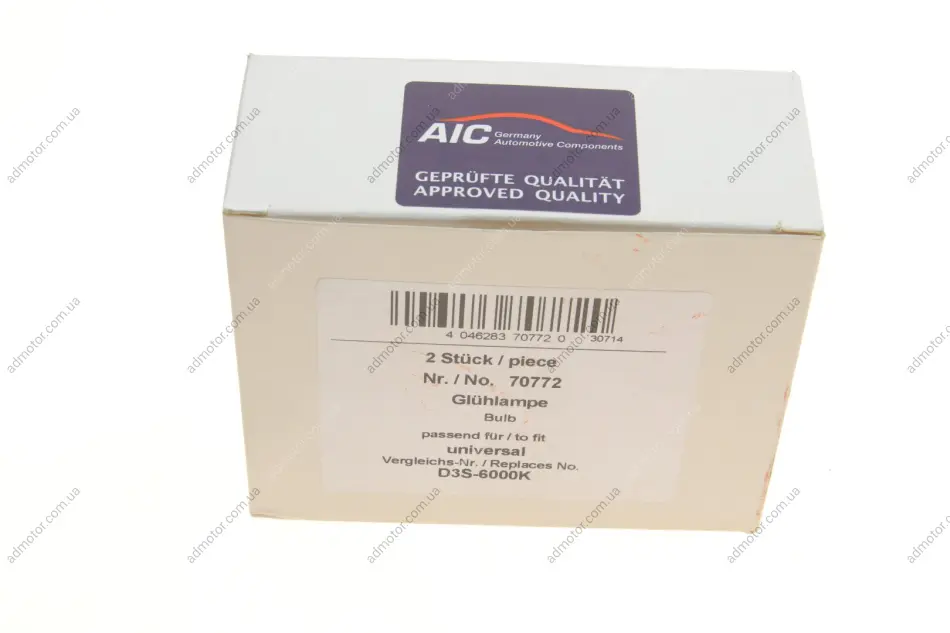 AIC Germany
Automotive Components
GEPRÜFTE QUALITÄT
APPROVED QUALITY
4 046283 70772 0 30714
2 Stück / piece
Nr. / No. 70772
Glühlampe
Bulb
passend für / to fit
universal
Vergleichs-Nr. / Replaces No.
D3S-6000K
admotor.com.ua